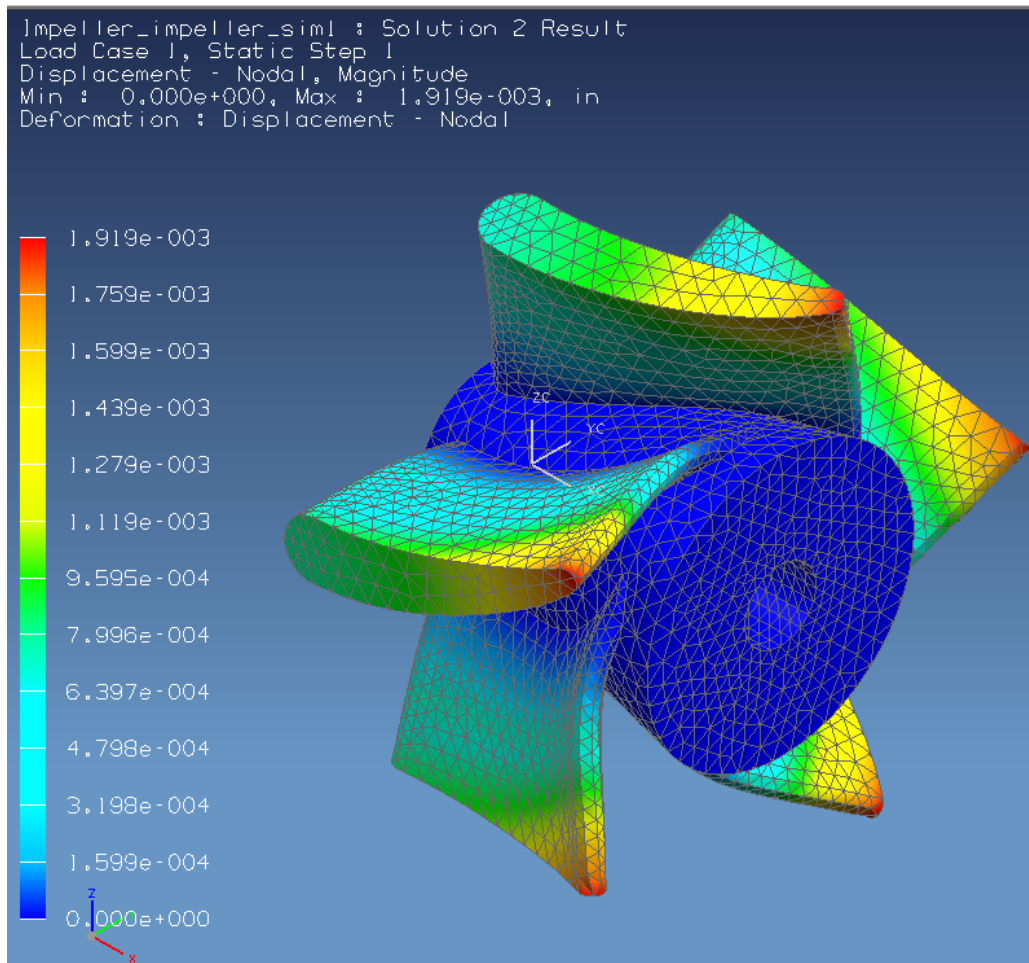 Impeller_impeller_sim1 : Solution 2 Result
Load Case 1, Static Step 1
Displacement - Nodal, Magnitude
Min : 0.000e+000, Max : 1.919e-003, in
Deformation : Displacement - Nodal
1.919e-003
1.759e-003
1.599e-003
1.439e-003
1.279e-003
1.119e-003
9.595e-004
7.996e-004
6.397e-004
4.798e-004
3.198e-004
1.599e-004
0.000e+000
ZC
YC
XC
Z
X